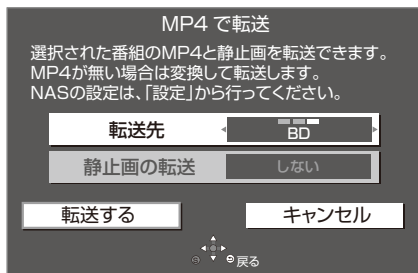 MP4 で転送
選択された番組のMP4と静止画を転送できます。
MP4が無い場合は変換して転送します。
NASの設定は、「設定」から行ってください。
転送先
BD
静止画の転送
しない
転送する
キャンセル
戻る